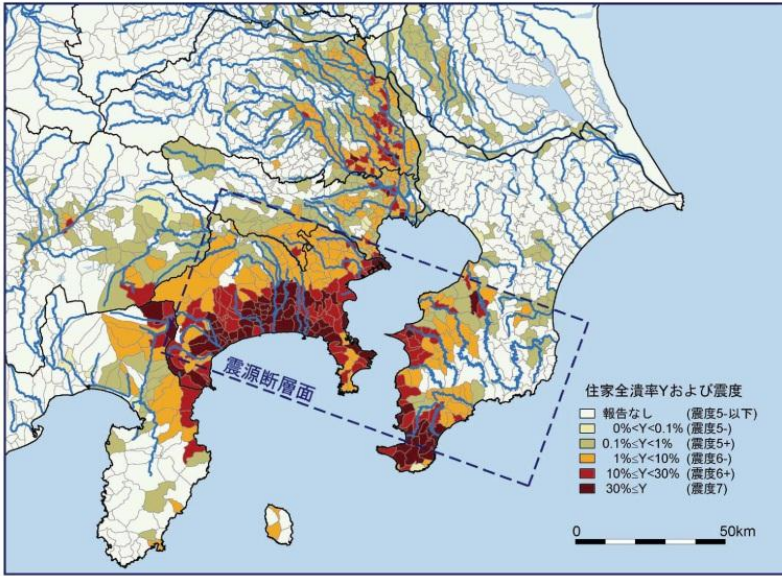 震源断層面
住家全潰率Yおよび震度
報告なし (震度5-以下)
0%<Y<0.1% (震度5-)
0.1%≤Y<1% (震度5+)
1%≤Y<10% (震度6-)
10%≤Y<30% (震度6+)
30%≤Y (震度7)
0 50km